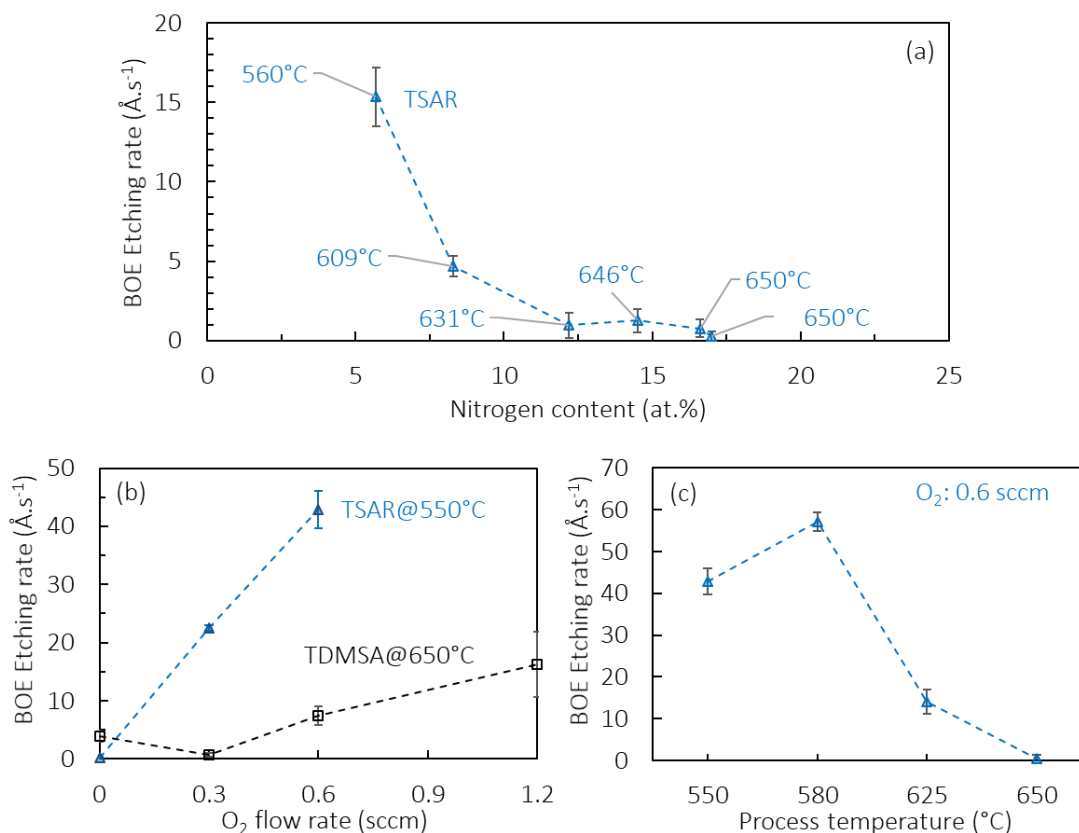 (a)
BOE Etching rate (Å.s⁻¹)
20
15
10
5
0
560°C
TSAR
609°C
631°C
646°C
650°C
650°C
0 5 10 15 20 25
Nitrogen content (at.%)
(b)
BOE Etching rate (Å.s⁻¹)
50
40
30
20
10
0
TSAR@550°C
TDMSA@650°C
0 0.3 0.6 0.9 1.2
O₂ flow rate (sccm)
(c)
O₂: 0.6 sccm
BOE Etching rate (Å.s⁻¹)
70
60
50
40
30
20
10
0
550 580 625 650
Process temperature (°C)